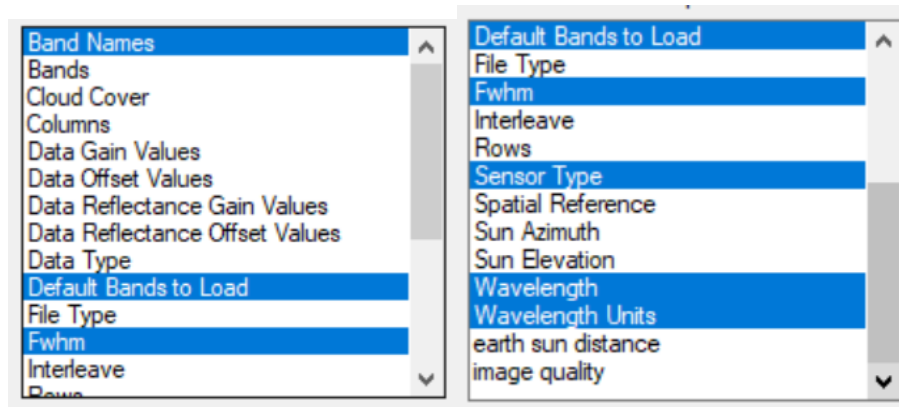 Band Names
Bands
Cloud Cover
Columns
Data Gain Values
Data Offset Values
Data Reflectance Gain Values
Data Reflectance Offset Values
Data Type
Default Bands to Load
File Type
Fwhm
Interleave
Rows
Default Bands to Load
File Type
Fwhm
Interleave
Rows
Sensor Type
Spatial Reference
Sun Azimuth
Sun Elevation
Wavelength
Wavelength Units
earth sun distance
image quality